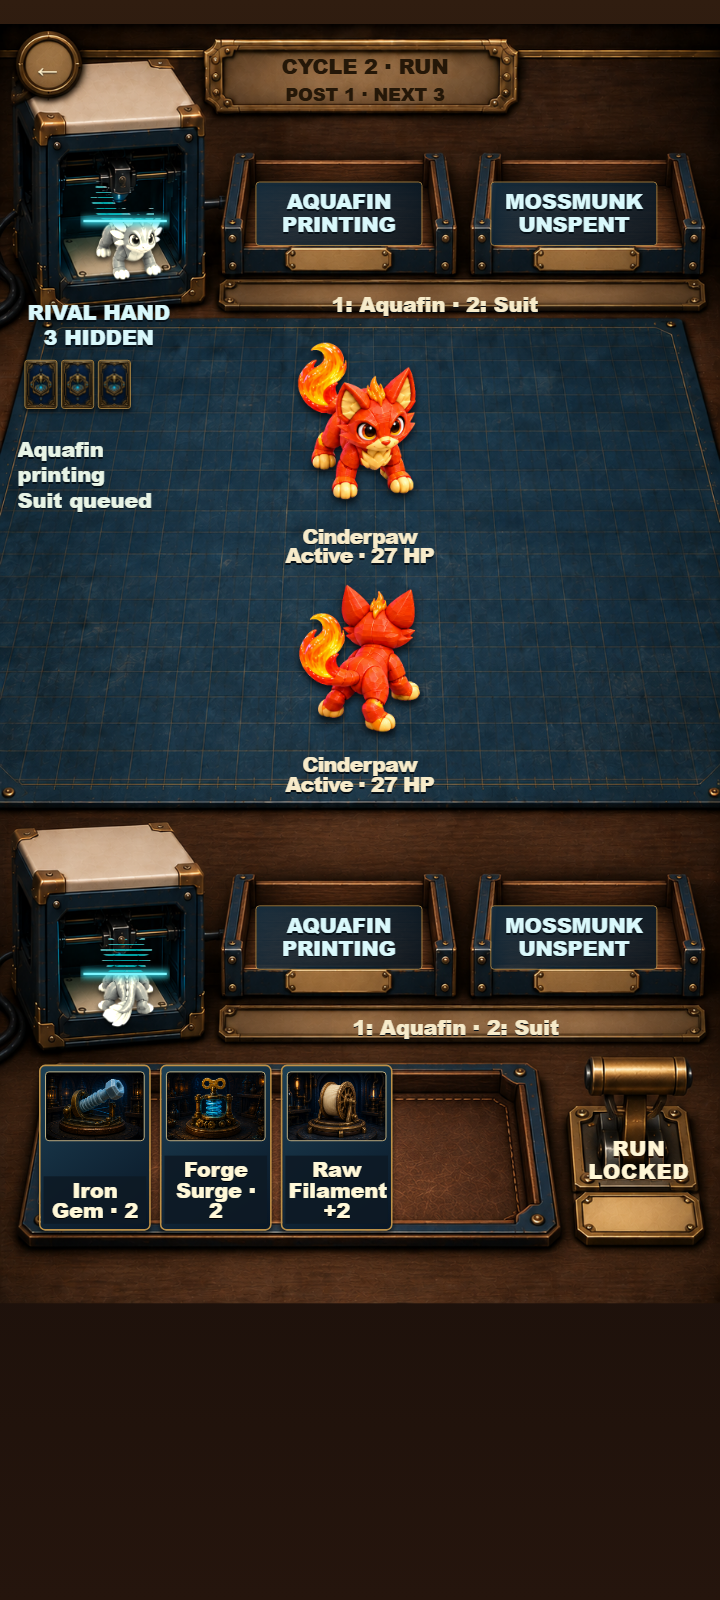 ←
CYCLE 2 · RUN
POST 1 · NEXT 3
AQUAFIN
PRINTING
MOSSMUNK
UNSPENT
1: Aquafin · 2: Suit
RIVAL HAND
3 HIDDEN
Aquafin
printing
Suit queued
Cinderpaw
Active · 27 HP
Cinderpaw
Active · 27 HP
AQUAFIN
PRINTING
MOSSMUNK
UNSPENT
1: Aquafin · 2: Suit
Iron
Gem · 2
Forge
Surge ·
2
Raw
Filament
+2
RUN
LOCKED